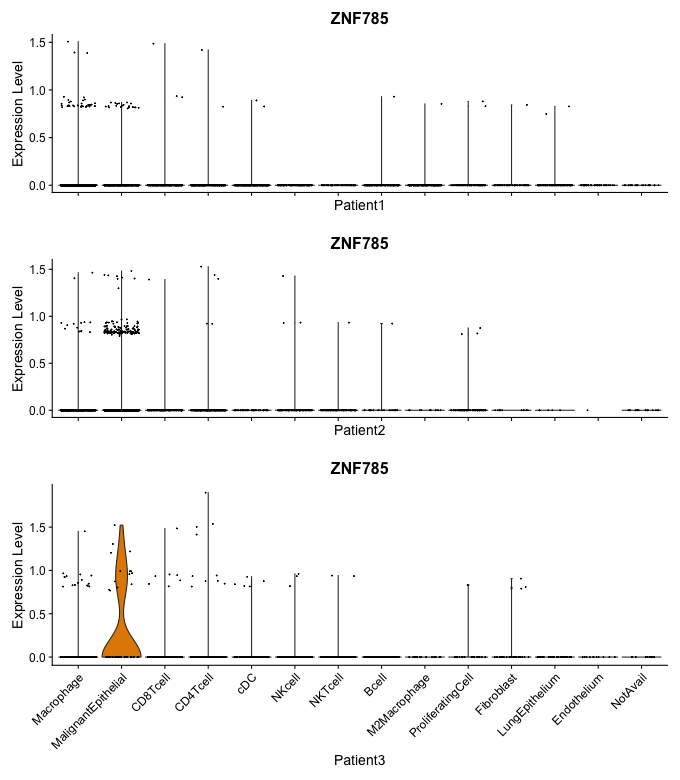 ZNF785
Expression Level
1.5
1.0
0.5
0.0
Patient1
ZNF785
Expression Level
1.5
1.0
0.5
0.0
Patient2
ZNF785
Expression Level
1.5
1.0
0.5
0.0
Macrophage
MalignantEpithelial
CD8Tcell
CD4Tcell
cDC
NKcell
NKTcell
Bcell
M2Macrophage
ProliferatingCell
Fibroblast
LungEpithelium
Endothelium
NotAvail
Patient3